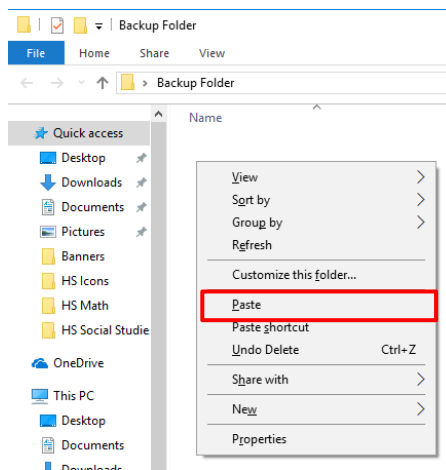 Backup Folder
File Home Share View
Backup Folder
Name
Quick access
Desktop
Downloads
Documents
Pictures
Banners
HS Icons
HS Math
HS Social Studie
OneDrive
This PC
Desktop
Documents
Downloads
View
Sort by
Group by
Refresh
Customize this folder...
Paste
Paste shortcut
Undo Delete Ctrl+Z
Share with
New
Properties